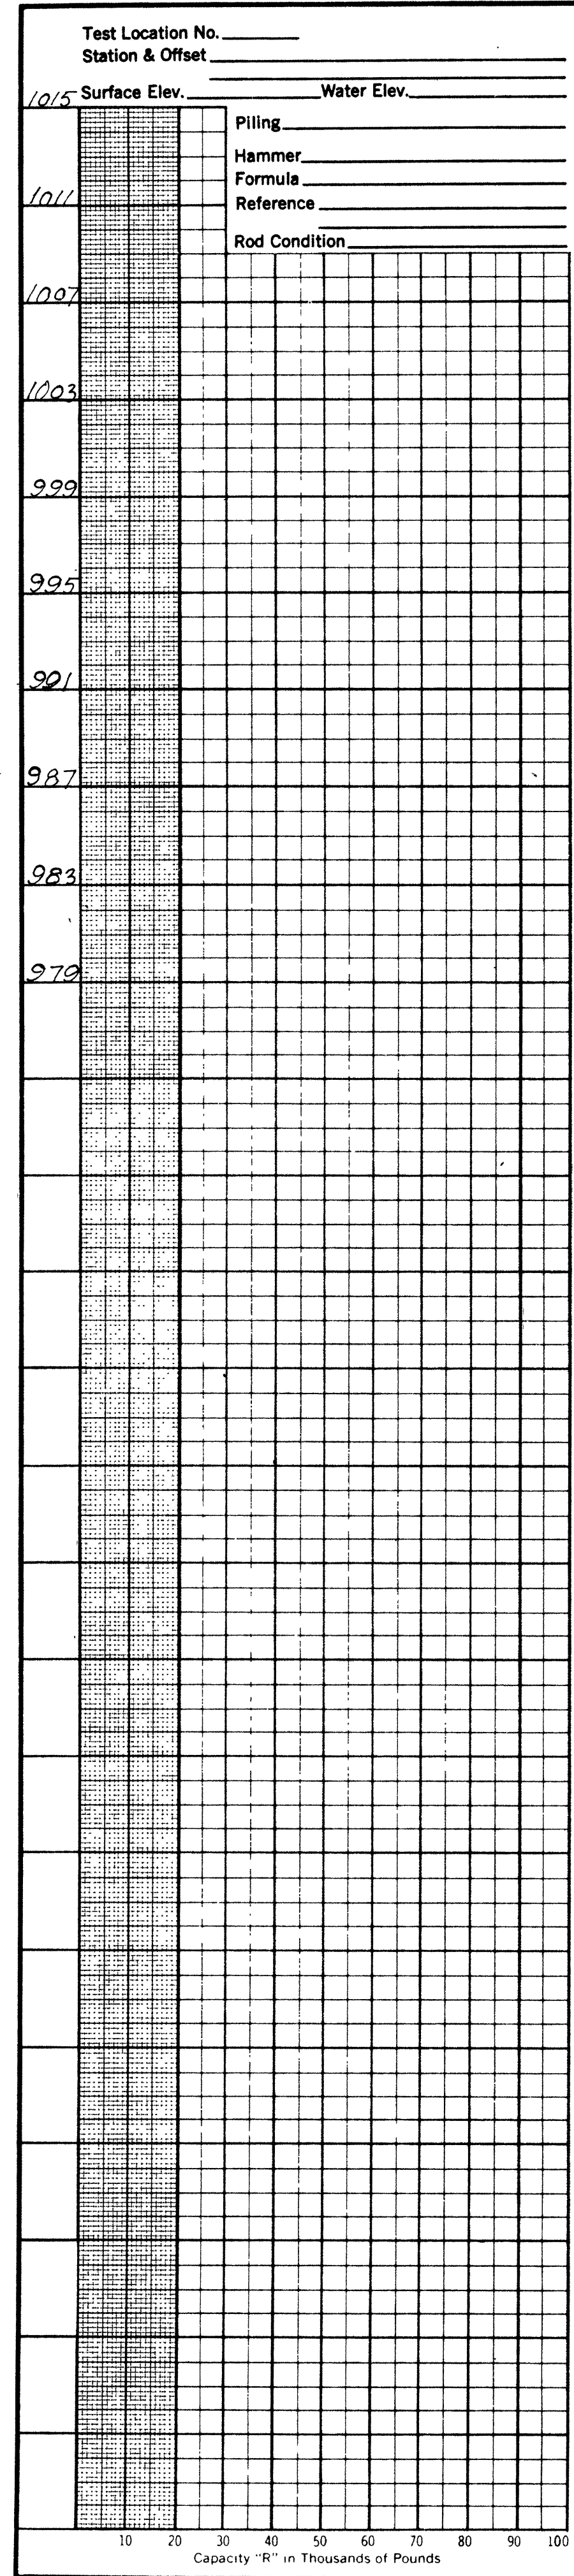 Test Location No.
Station & Offset
1015 Surface Elev. Water Elev.
Piling
Hammer
Formula
1011 Reference
Rod Condition
1007
1003
999
995
991
987
983
979
10 20 30 40 50 60 70 80 90 100
Capacity "R" in Thousands of Pounds